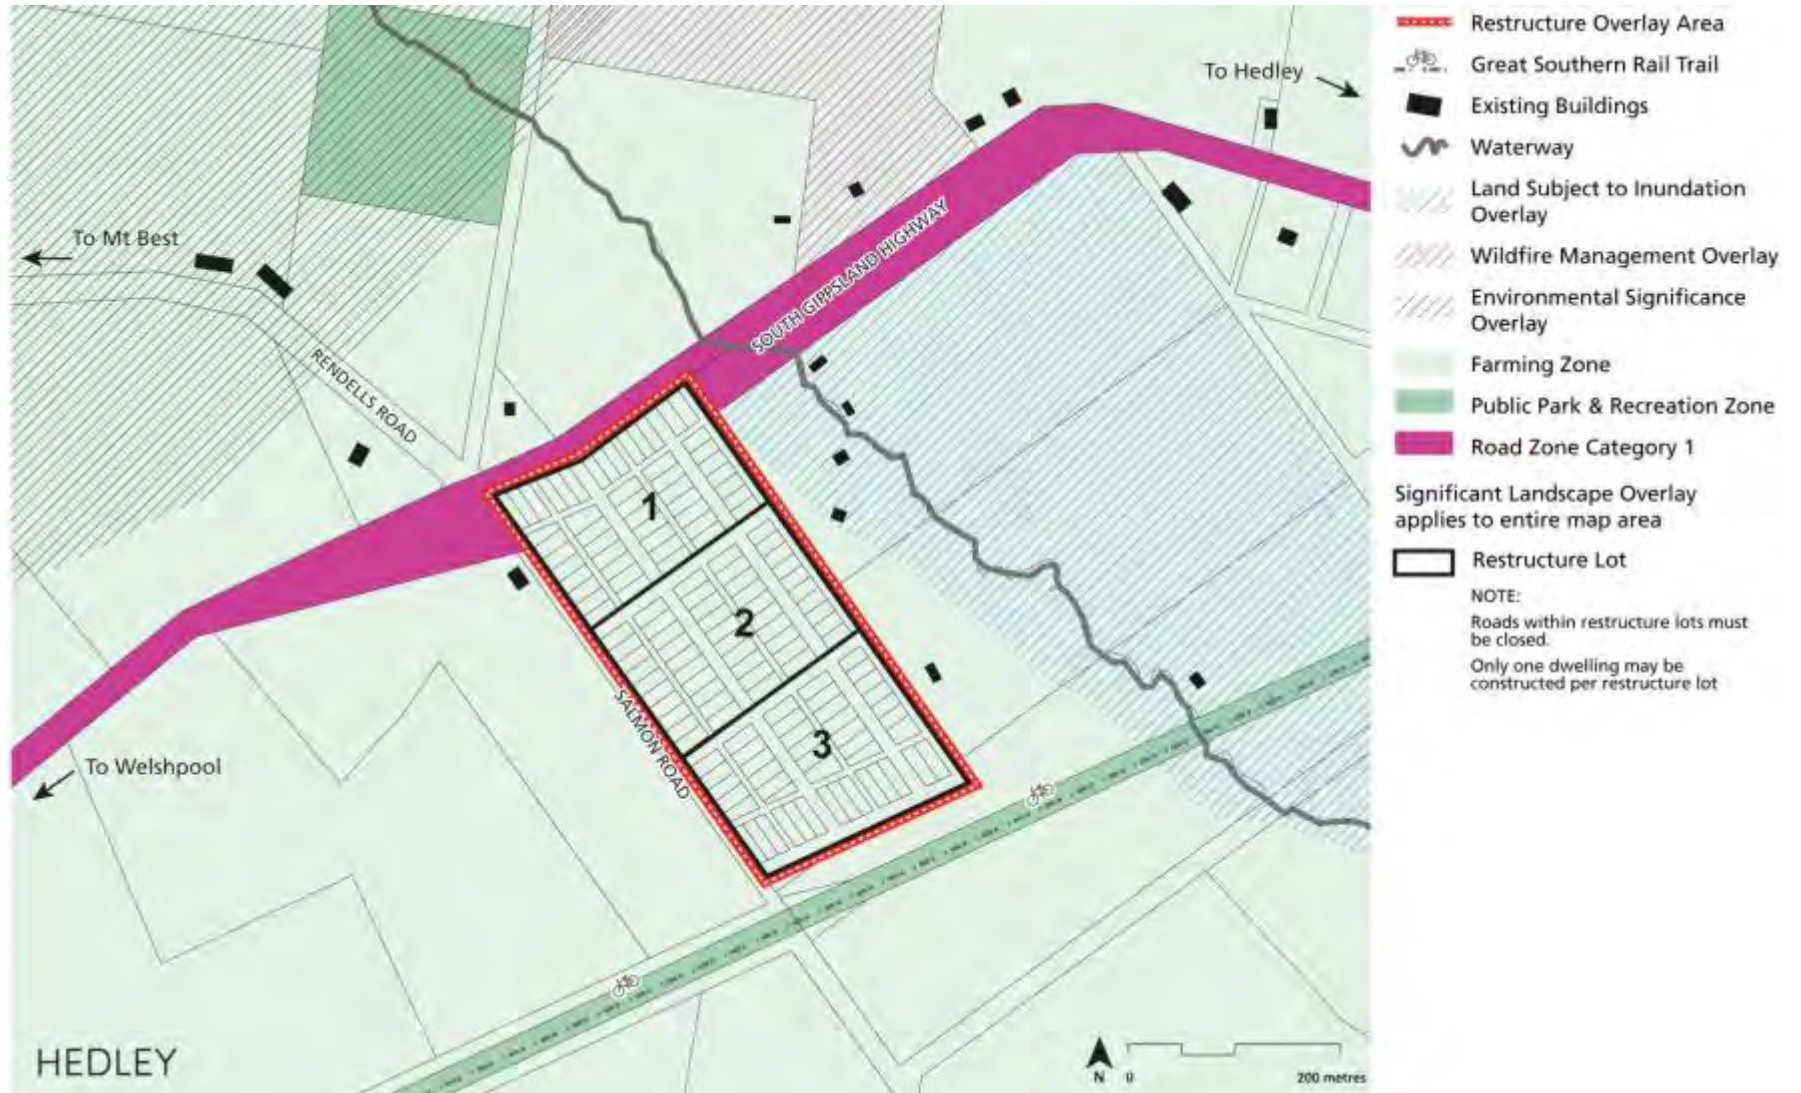 To Hedley
To Mt Best
SOUTH GIPPSLAND HIGHWAY
RENDELLS ROAD
1
2
3
SALMON ROAD
To Welshpool
HEDLEY
N
0
200 metres
Restructure Overlay Area
Great Southern Rail Trail
Existing Buildings
Waterway
Land Subject to Inundation
Overlay
Wildfire Management Overlay
Environmental Significance
Overlay
Farming Zone
Public Park & Recreation Zone
Road Zone Category 1
Significant Landscape Overlay
applies to entire map area
Restructure Lot
NOTE:
Roads within restructure lots must
be closed.
Only one dwelling may be
constructed per restructure lot